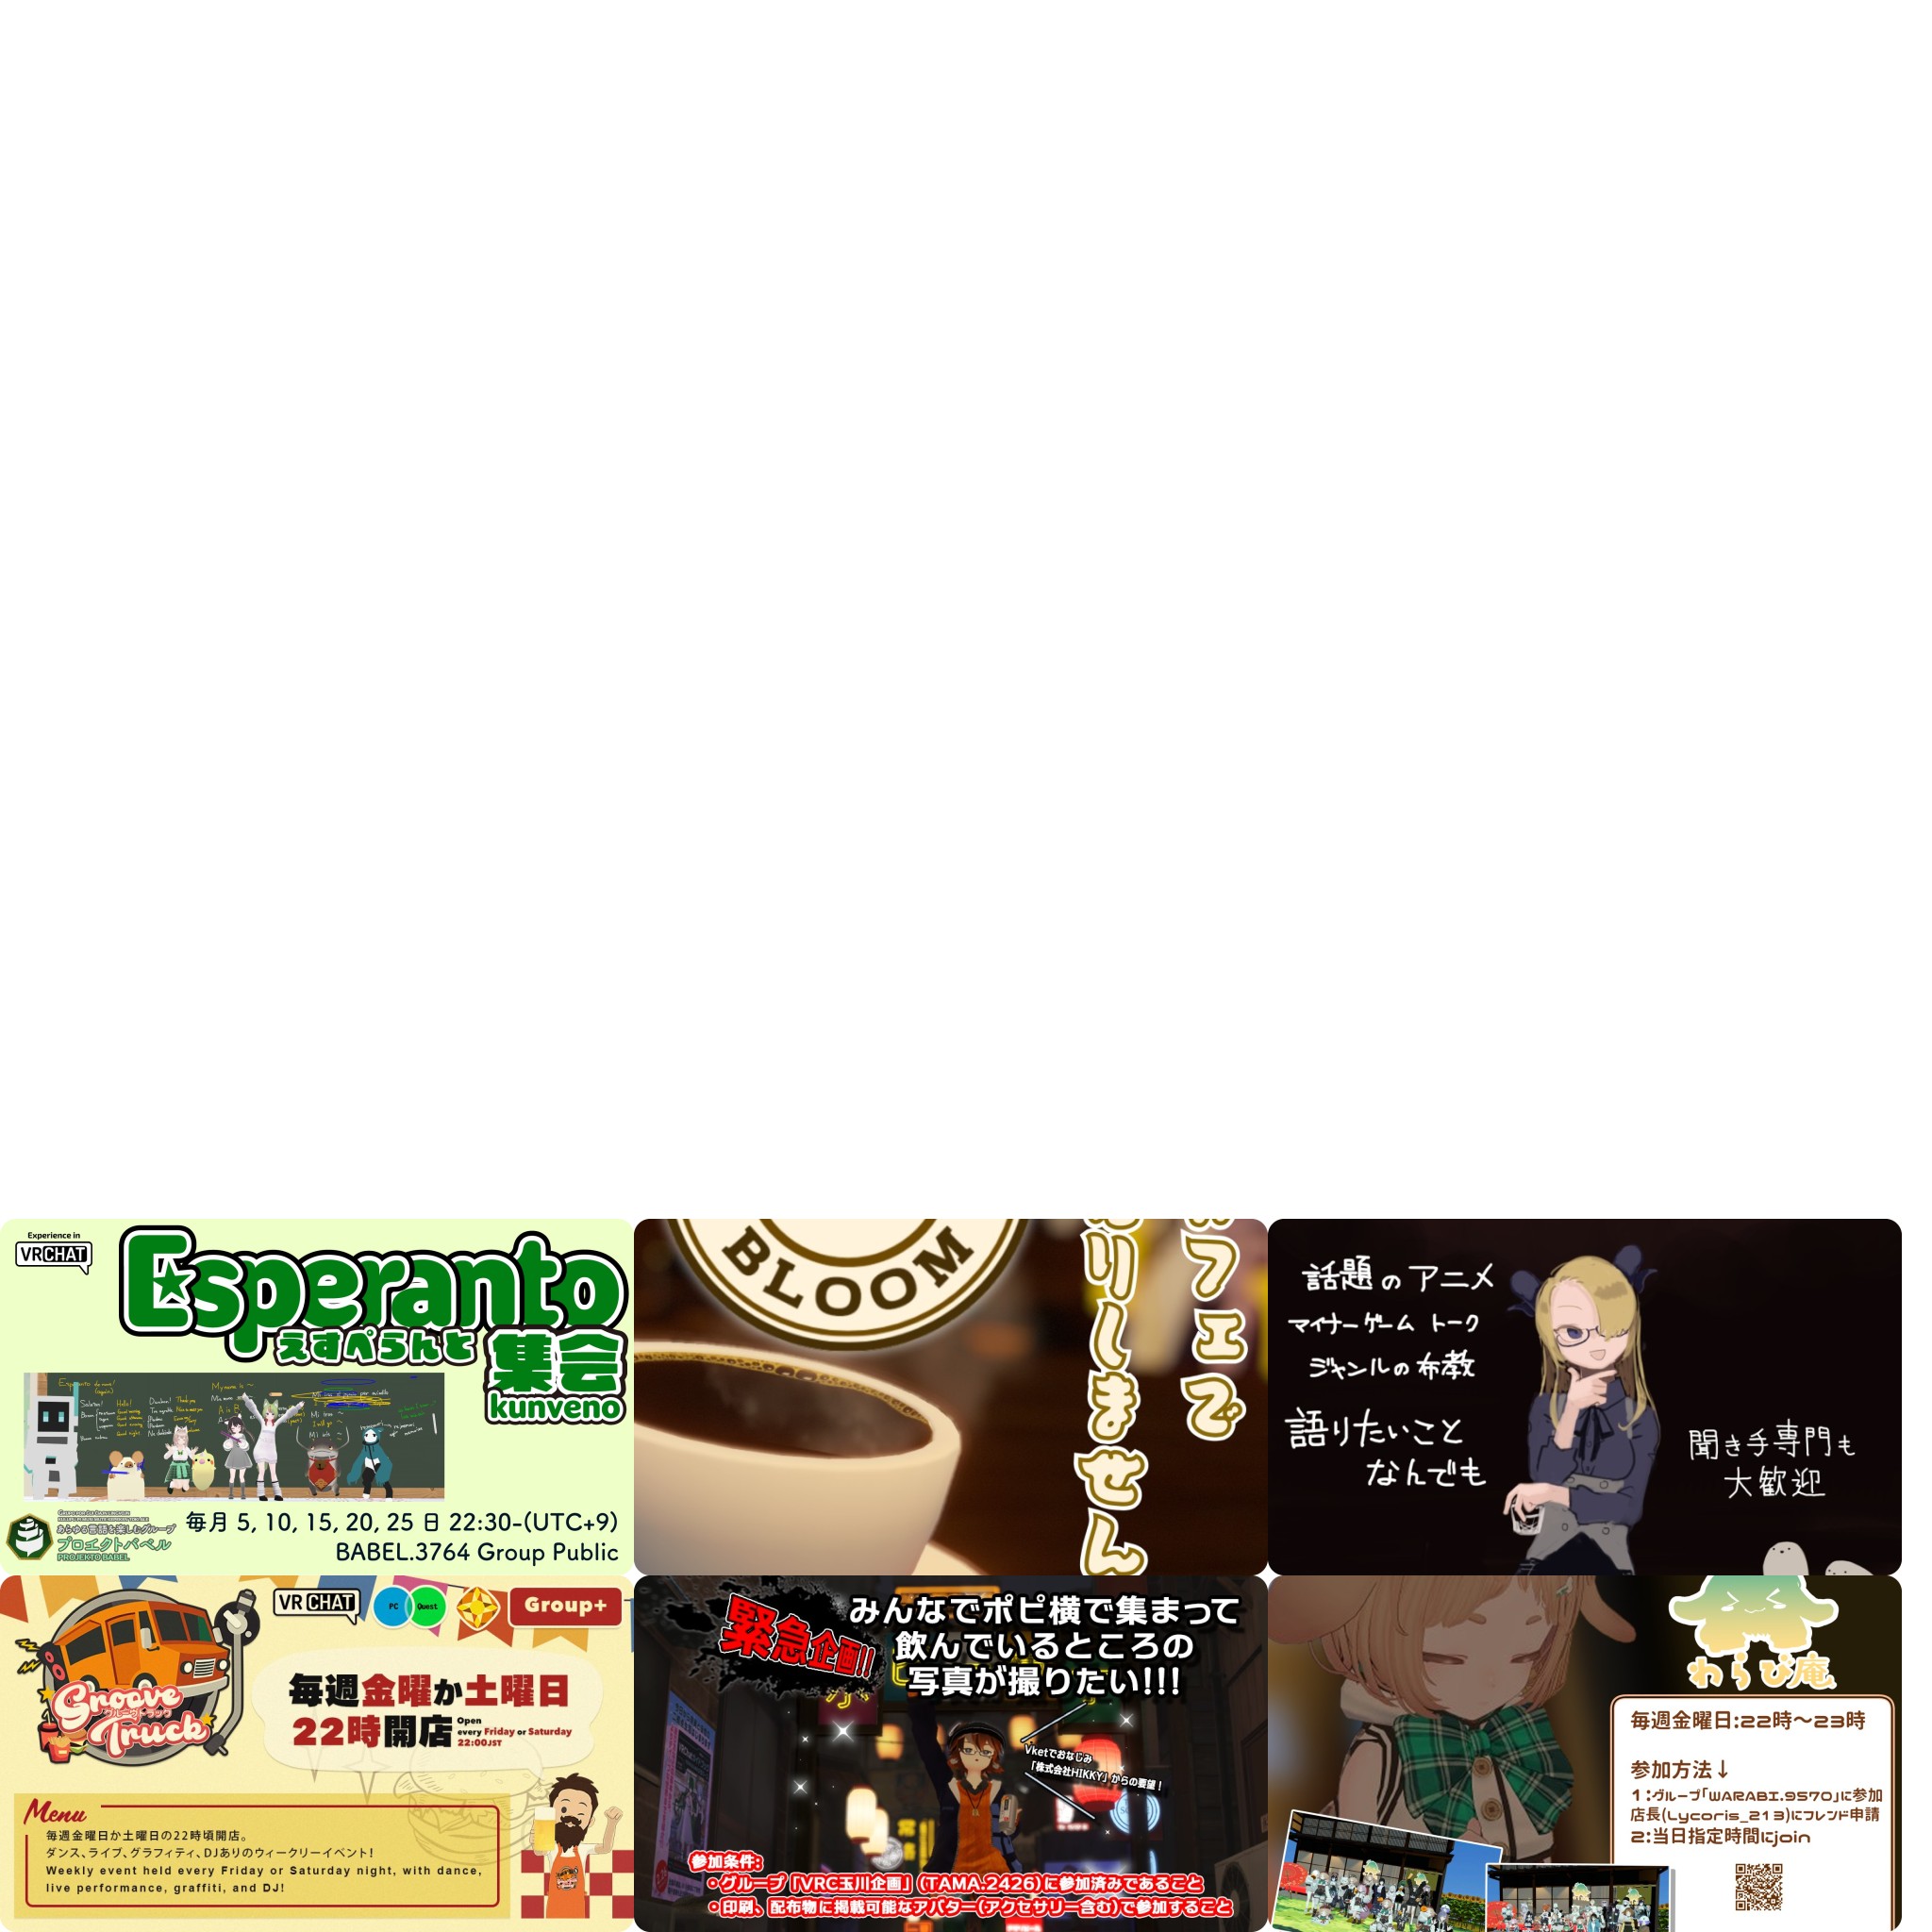 Experience in
VRCHAT
Esperanto
えすぺらんと
集会
kunveno
あらゆる言語を楽しむグループ
プロエクトバベル
PROJEKTO BABEL
毎月 5, 10, 15, 20, 25 日 22:30-(UTC+9)
BABEL.3764 Group Public
BLOOM
フェで
りしません
話題のアニメ
マイナーゲーム トーク
ジャンルの布教
語りたいこと
なんでも
聞き手専門も
大歓迎
Groove
グルーヴトラック
Truck
VRCHAT
PC
Quest
Group+
毎週金曜か土曜日
22時開店
Open
every Friday or Saturday
22:00JST
Menu
毎週金曜日か土曜日の22時頃開店。
ダンス、ライブ、グラフィティ、DJありのウィークリーイベント!
Weekly event held every Friday or Saturday night, with dance,
live performance, graffiti, and DJ!
緊急企画!!
みんなでポピ横で集まって
飲んでいるところの
写真が撮りたい!!!
Vketでおなじみ
「株式会社HIKKY」からの要望!
参加条件:
・グループ「VRC玉川企画」(TAMA.2426)に参加済みであること
・印刷、配布物に掲載可能なアバター(アクセサリー含む)で参加すること
わらび庵
毎週金曜日:22時〜23時
参加方法↓
1:グループ「WARABI.9570」に参加
店長(Lycoris_213)にフレンド申請
2:当日指定時間にjoin